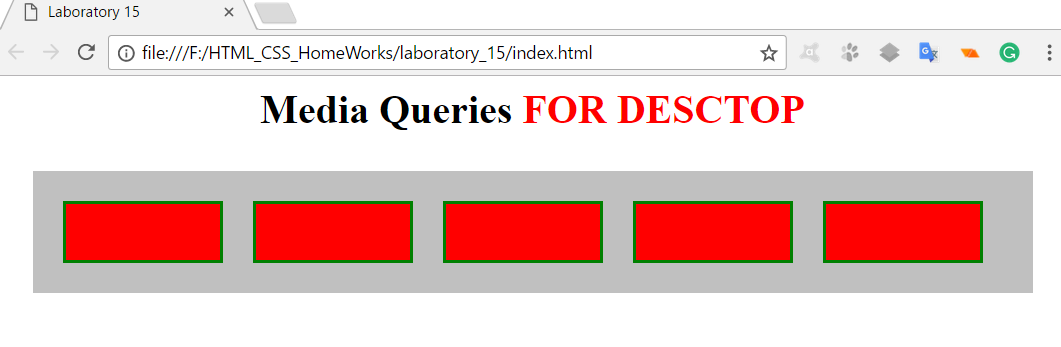 Laboratory 15
file:///F:/HTML_CSS_HomeWorks/laboratory_15/index.html
Media Queries FOR DESCTOP